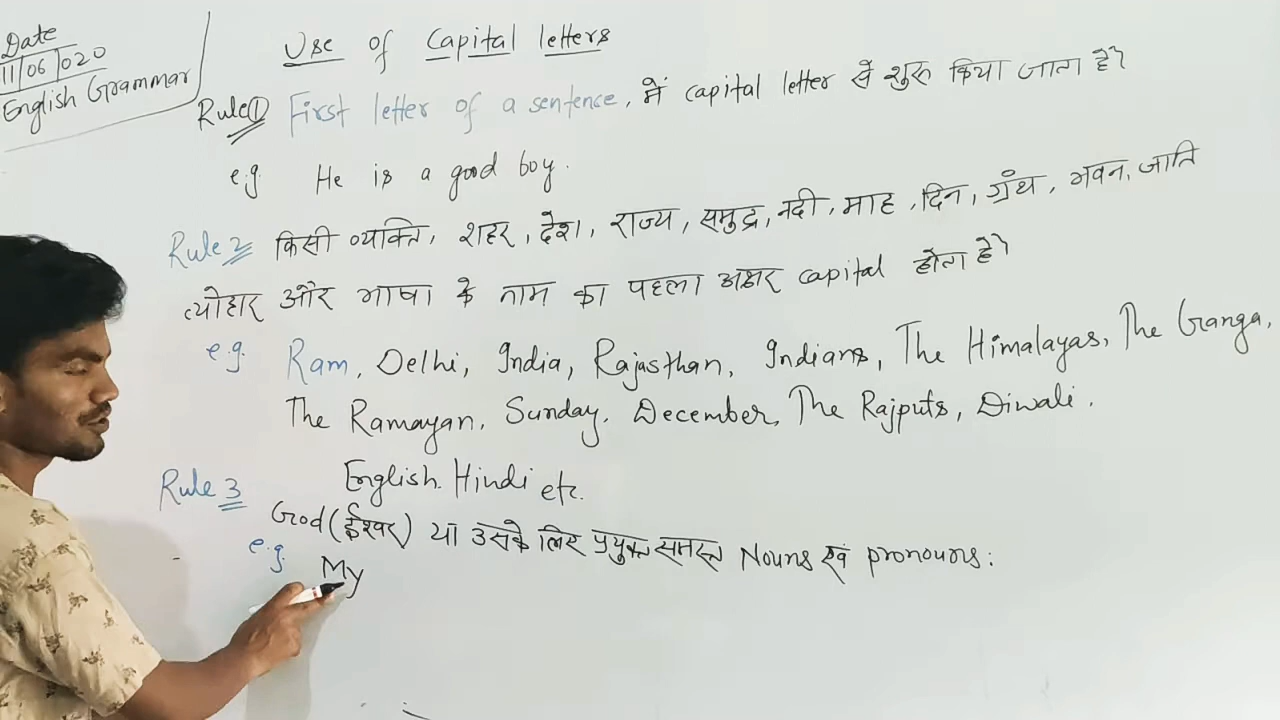 Date
11/06/020
English Grammar
Use of Capital letters
Rule① First letter of a sentence, में capital letter से शुरू किया जाता है?
e.g He is a good boy.
Rule 2 किसी व्यक्ति, शहर, देश, राज्य, समुद्र, नदी, माह, दिन, ग्रंथ, भवन, जाति
त्योहार और भाषा के नाम का पहला अक्षर capital होता है?
e.g. Ram, Delhi, India, Rajasthan, Indians, The Himalayas, The Ganga,
The Ramayan, Sunday, December, The Rajputs, Diwali.
English. Hindi etc.
Rule 3 God (ईश्वर) या उसके लिए प्रयुक्त समस्त Nouns एवं pronouns:
e.g. My